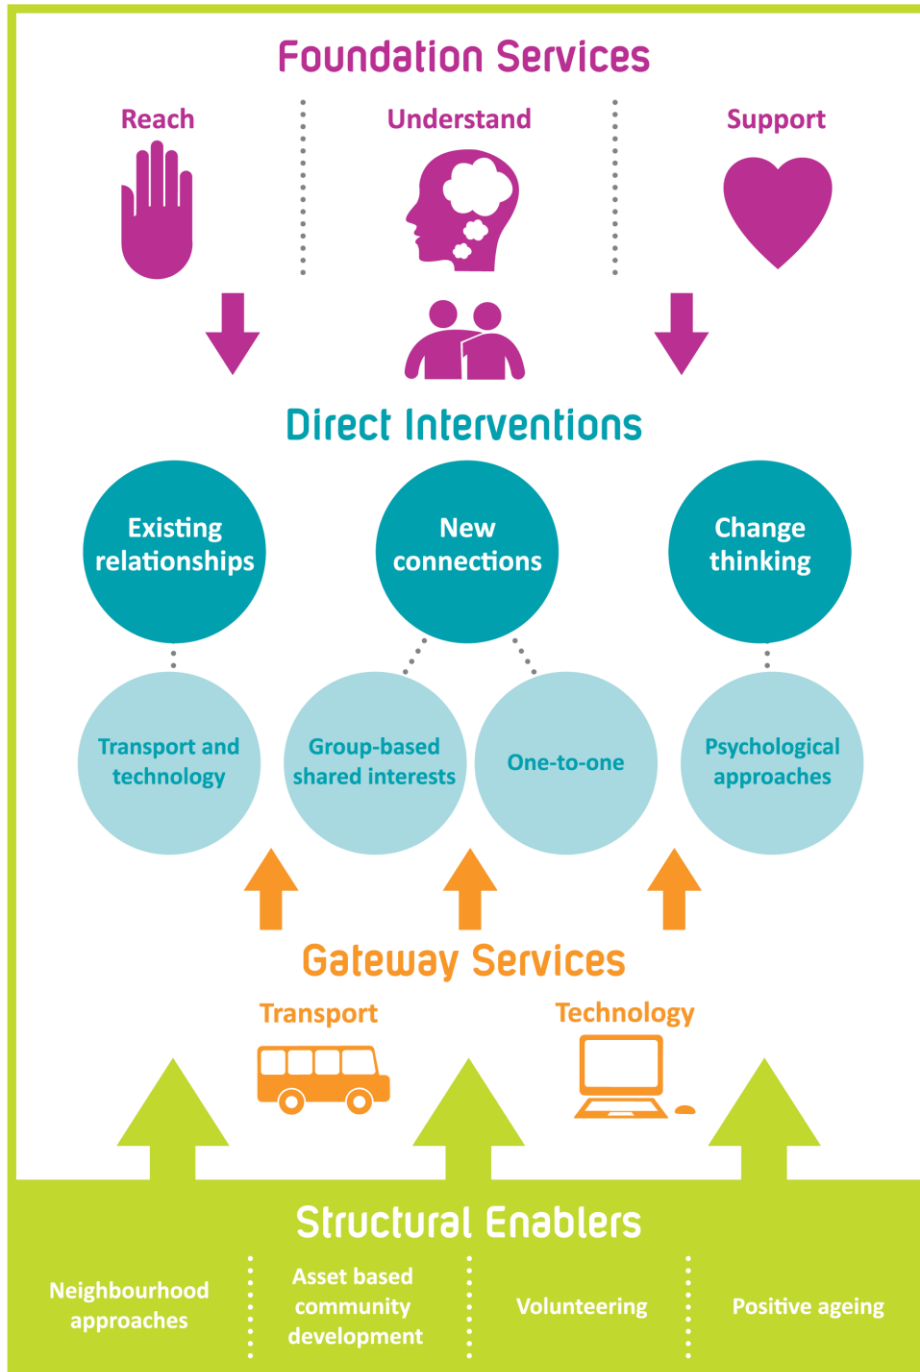 Foundation Services
Reach
Understand
Support
Direct Interventions
Existing
relationships
New
connections
Change
thinking
Transport and
technology
Group-based
shared interests
One-to-one
Psychological
approaches
Gateway Services
Transport
Technology
Structural Enablers
Neighbourhood
approaches
Asset based
community
development
Volunteering
Positive ageing